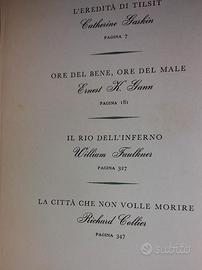 L'EREDITÀ DI TILSIT
Catherine Gaskin
PAGINA 7
ORE DEL BENE, ORE DEL MALE
Ernest K. Gann
PAGINA 181
IL RIO DELL'INFERNO
William Faulkner
PAGINA 327
LA CITTÀ CHE NON VOLLE MORIRE
Richard Collier
PAGINA 347
subito